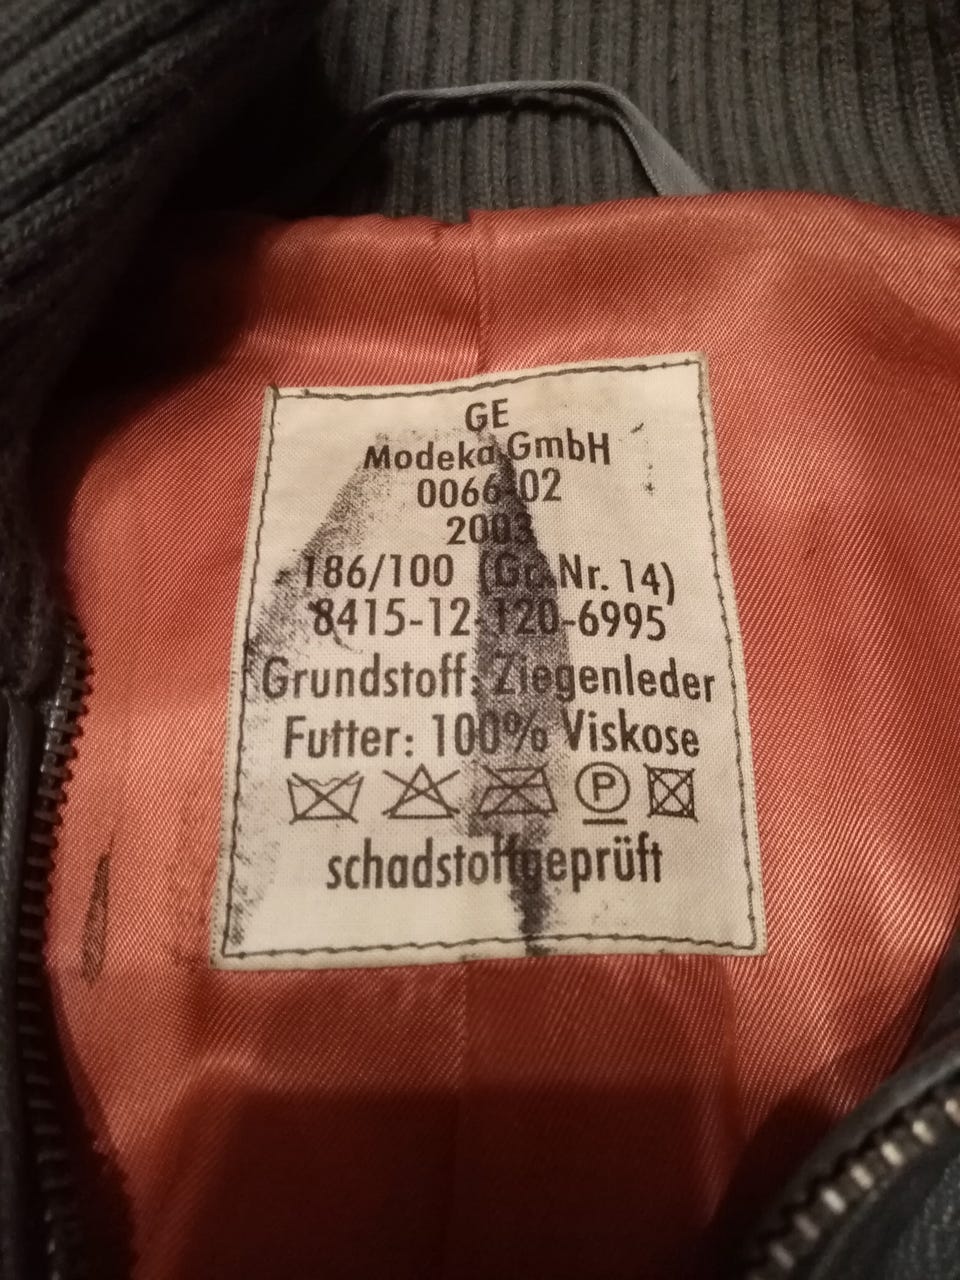 GE
Modeka GmbH
0066-02
2003
186/100 (Gr.Nr. 14)
8415-12-120-6995
Grundstoff: Ziegenleder
Futter: 100% Viskose
P
schadstoffgeprüft